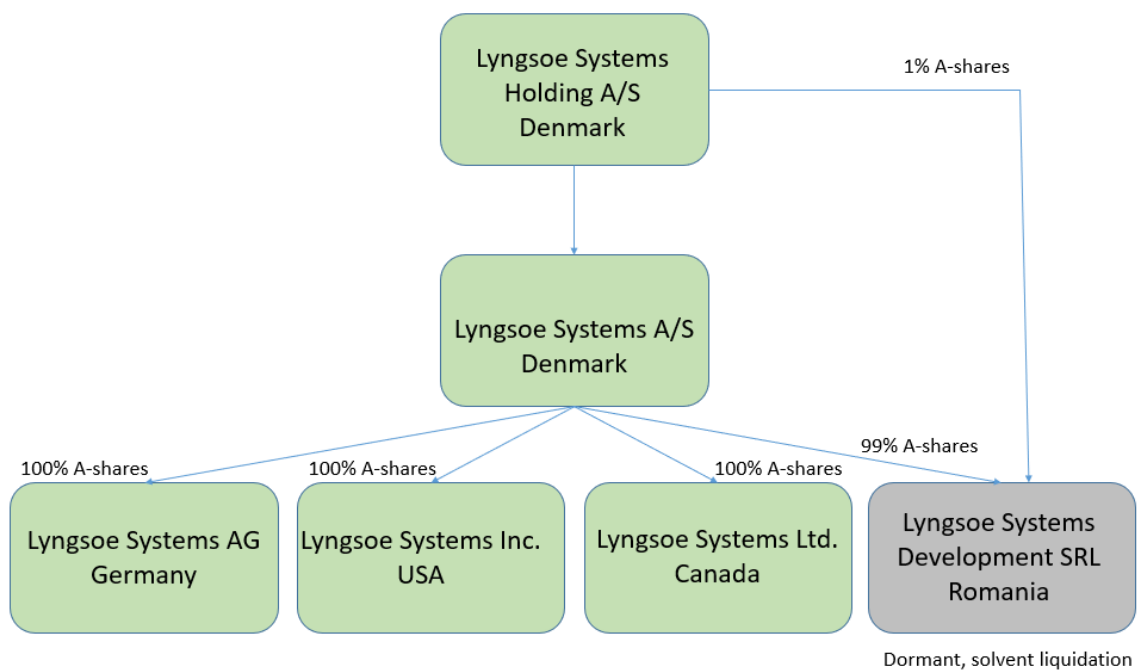 Lyngsoe Systems
Holding A/S
Denmark
1% A-shares
Lyngsoe Systems A/S
Denmark
100% A-shares
100% A-shares
100% A-shares
99% A-shares
Lyngsoe Systems AG
Germany
Lyngsoe Systems Inc.
USA
Lyngsoe Systems Ltd.
Canada
Lyngsoe Systems
Development SRL
Romania
Dormant, solvent liquidation